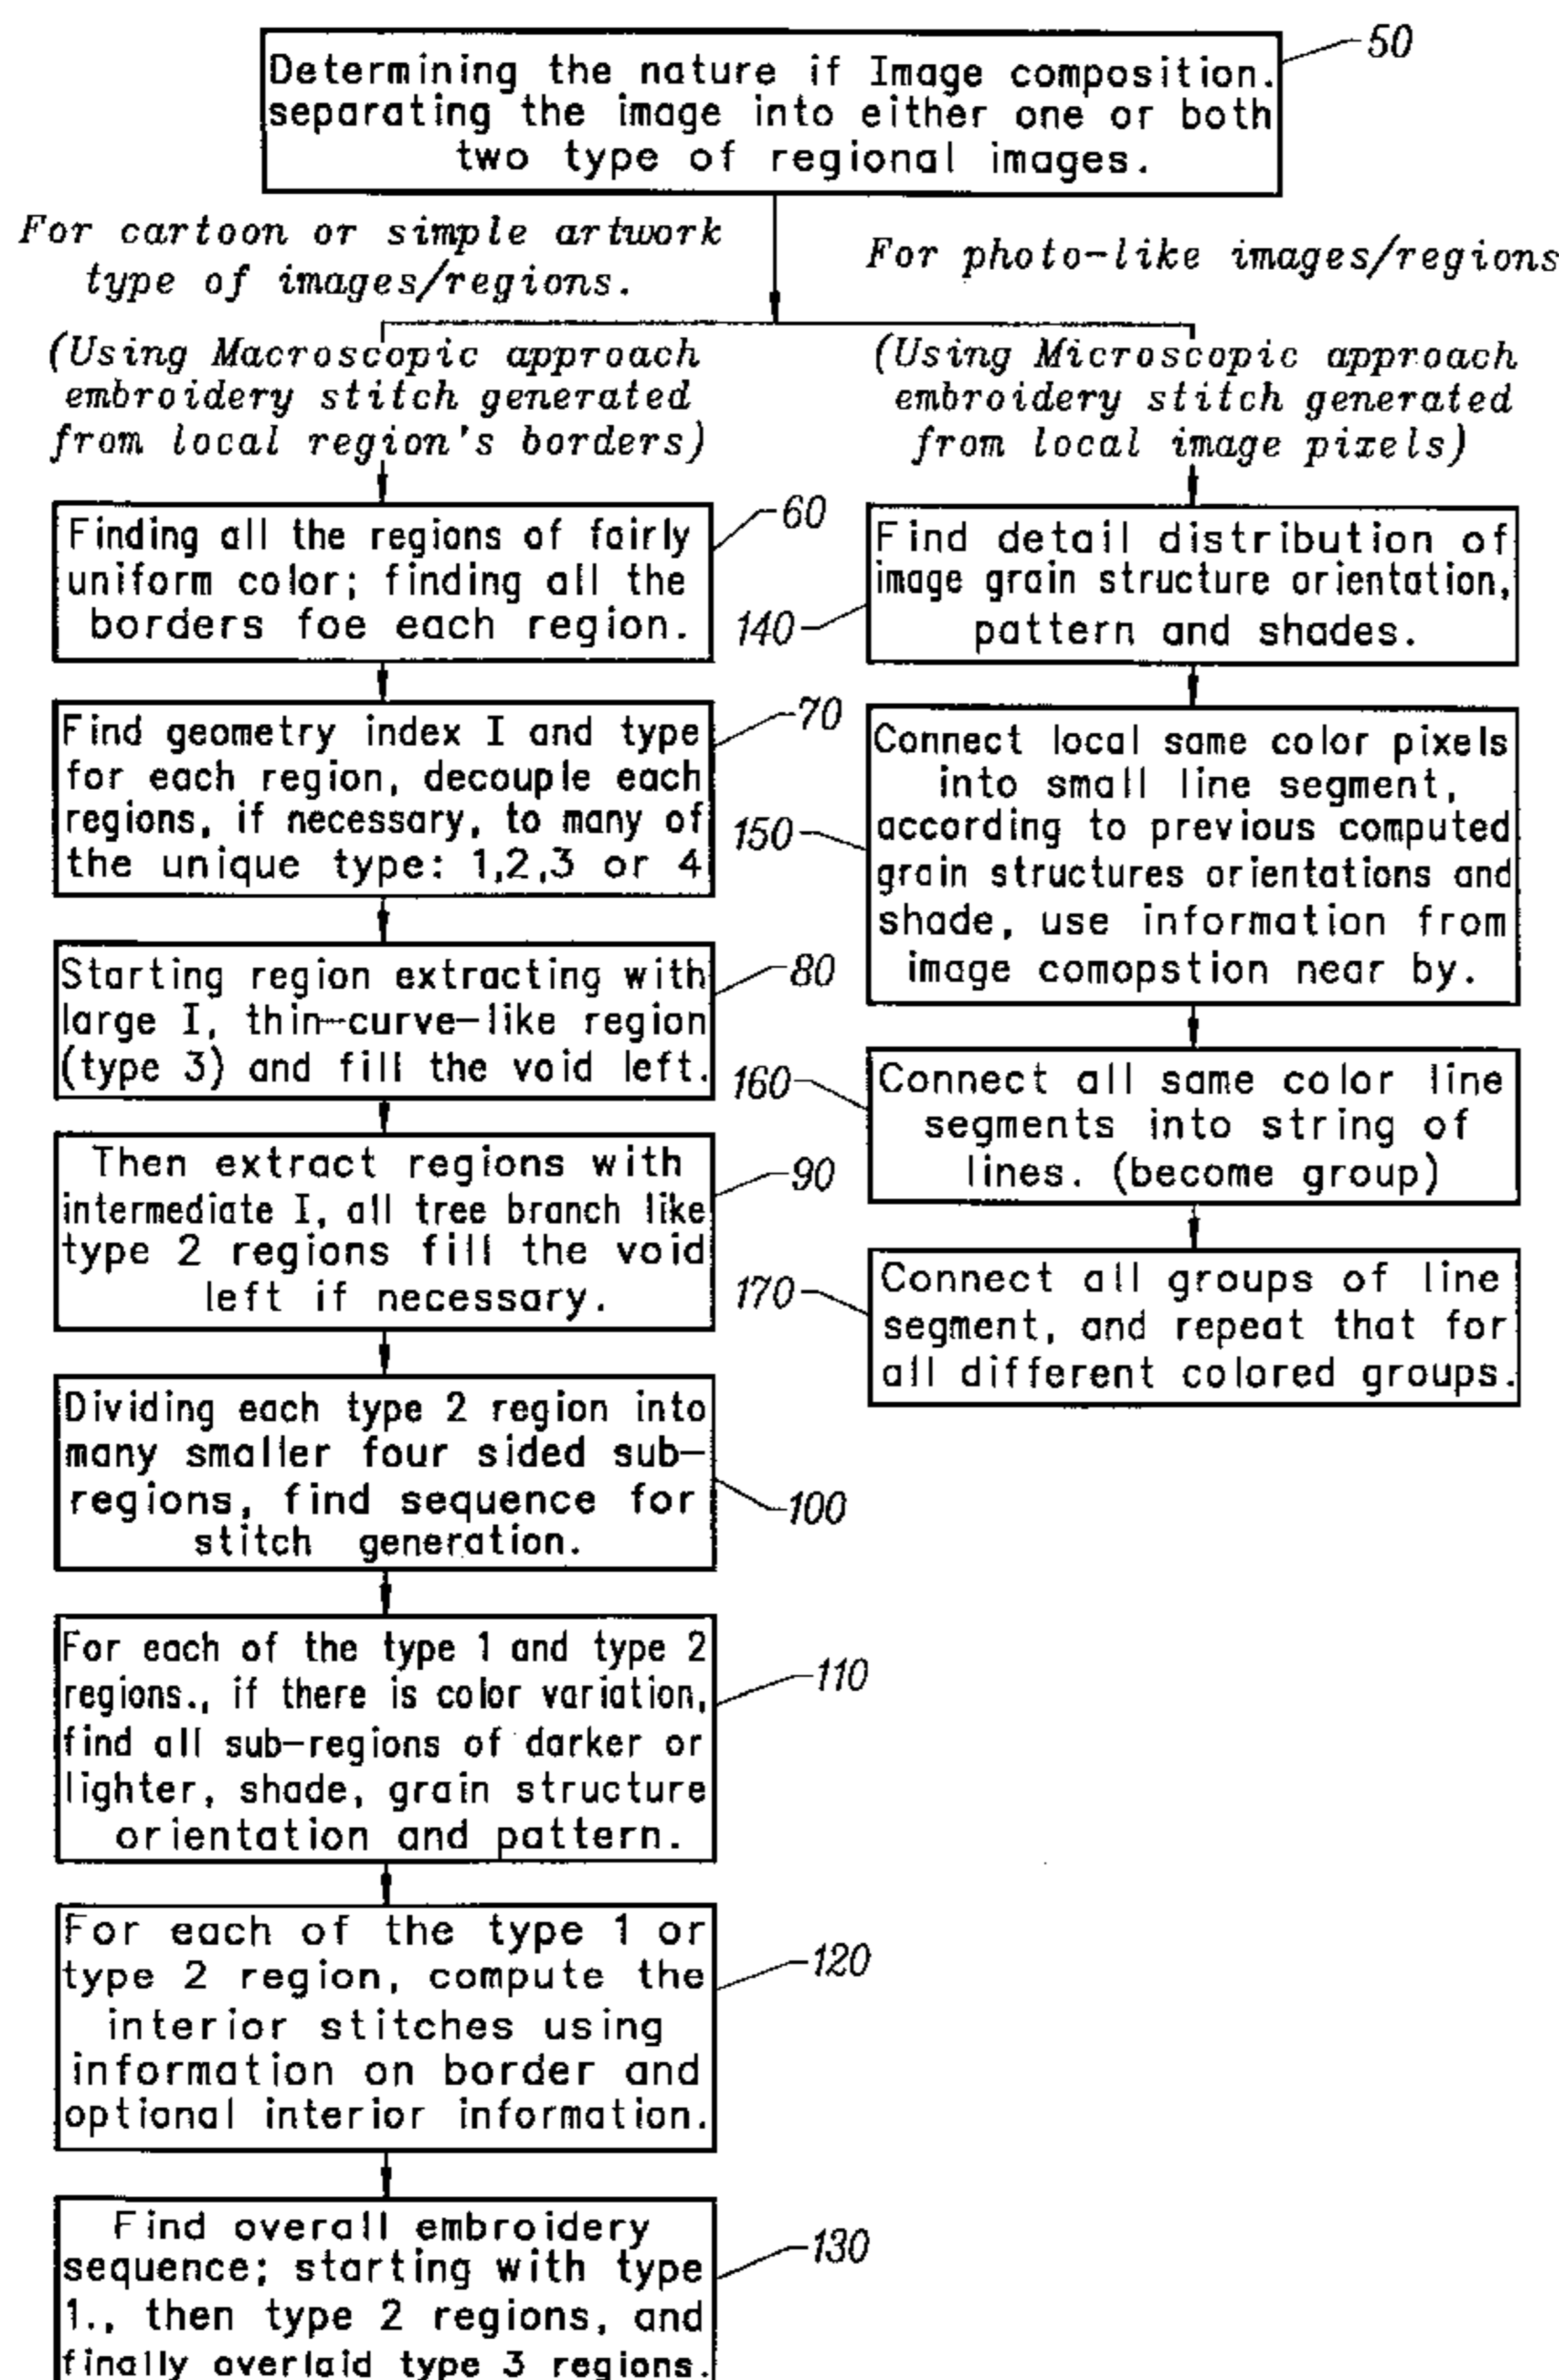 50
Determining the nature if Image composition.
separating the image into either one or both
two type of regional images.
For cartoon or simple artwork
type of images/regions.
(Using Macroscopic approach
embroidery stitch generated
from local region's borders)
60
Finding all the regions of fairly
uniform color; finding all the
borders foe each region.
70
Find geometry index I and type
for each region, decouple each
regions, if necessary, to many of
the unique type: 1,2,3 or 4
80
Starting region extracting with
large I, thin-curve-like region
(type 3) and fill the void left.
90
Then extract regions with
intermediate I, all tree branch like
type 2 regions fill the void
left if necessary.
Dividing each type 2 region into
many smaller four sided sub-
regions, find sequence for
stitch generation.
100
For each of the type 1 and type 2
regions., if there is color variation,
find all sub-regions of darker or
lighter, shade, grain structure
orientation and pattern.
110
For each of the type 1 or
type 2 region, compute the
interior stitches using
information on border and
optional interior information.
120
Find overall embroidery
sequence; starting with type
1., then type 2 regions, and
finally overlaid type 3 regions.
130
For photo-like images/regions
(Using Microscopic approach
embroidery stitch generated
from local image pixels)
Find detail distribution of
image grain structure orientation,
pattern and shades.
140
Connect local same color pixels
into small line segment,
according to previous computed
grain structures orientations and
shade, use information from
image comopstion near by.
150
Connect all same color line
segments into string of
lines. (become group)
160
Connect all groups of line
segment, and repeat that for
all different colored groups.
170